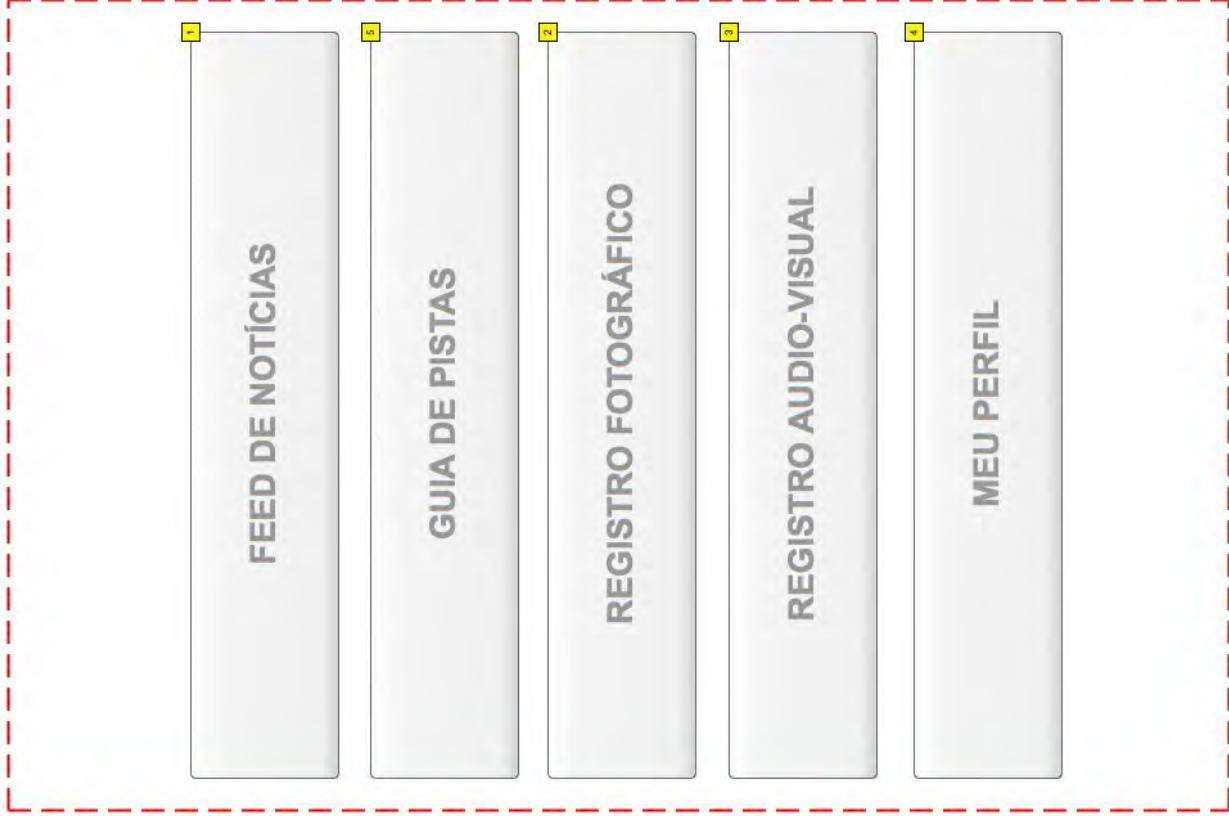 1
FEED DE NOTÍCIAS
5
GUIA DE PISTAS
2
REGISTRO FOTOGRÁFICO
3
REGISTRO AUDIO-VISUAL
4
MEU PERFIL